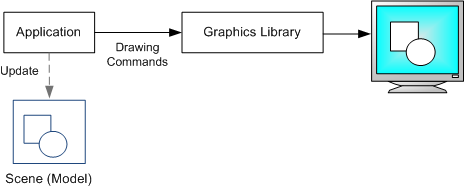 Application
Graphics Library
Drawing
Commands
Update
Scene (Model)